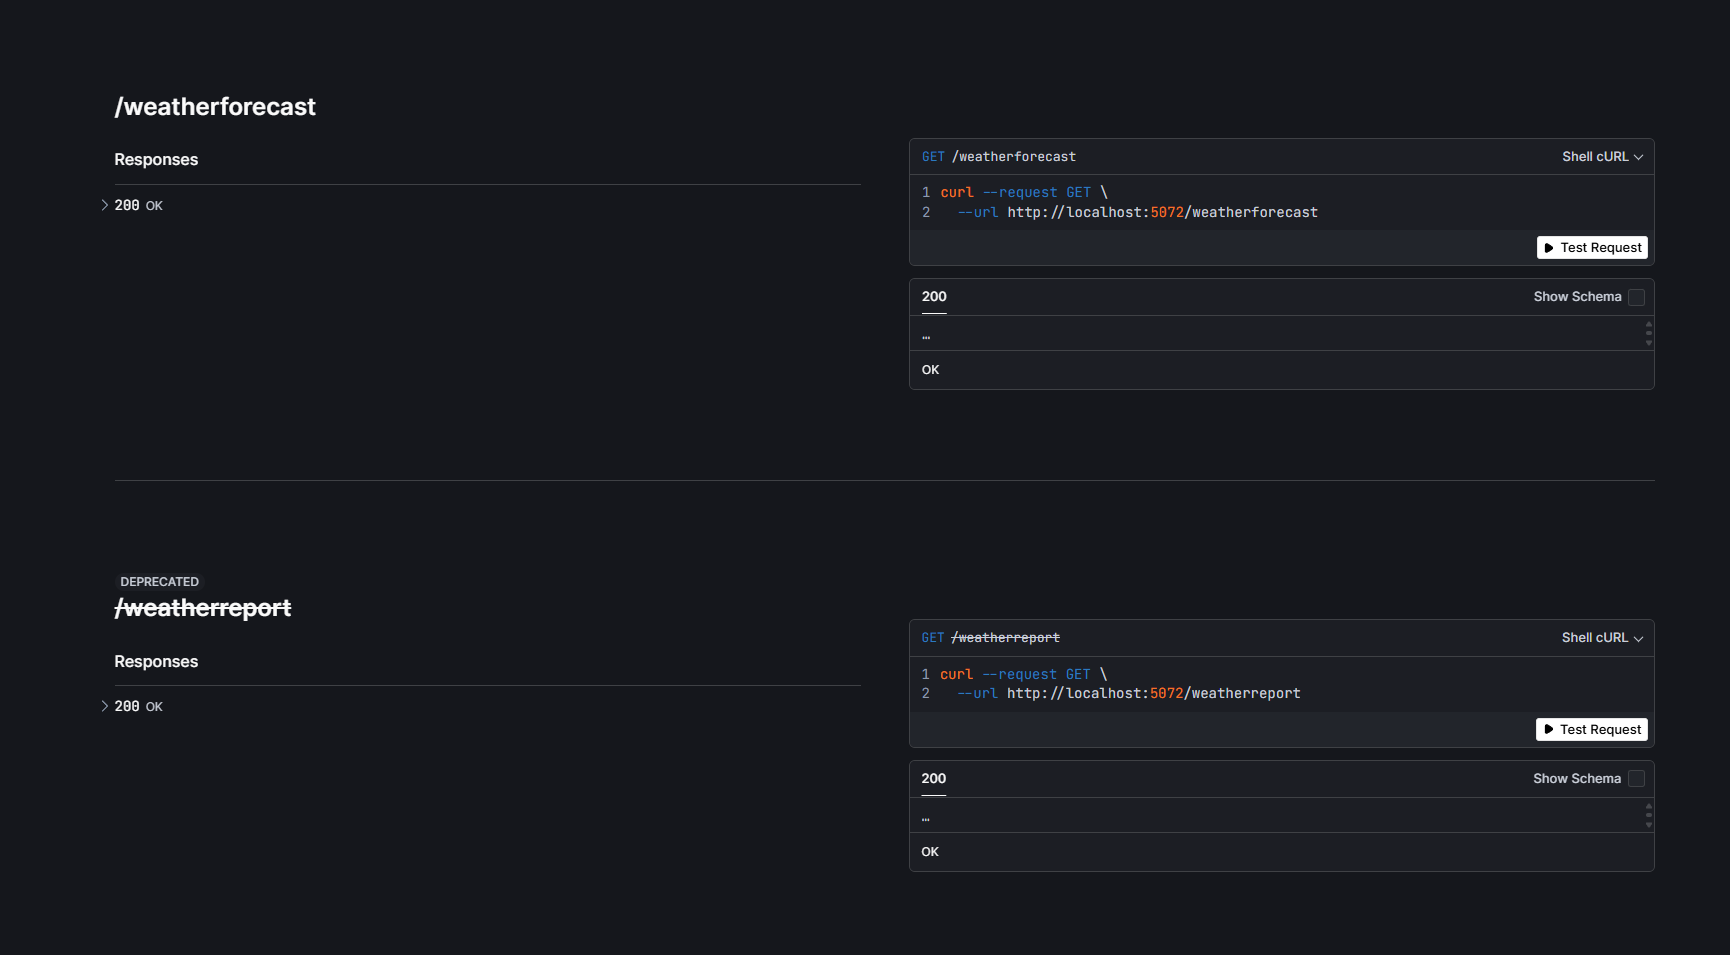 /weatherforecast
Responses
200 OK
GET /weatherforecast
Shell cURL
1 curl --request GET \
2 --url http://localhost:5072/weatherforecast
Test Request
200
Show Schema
…
OK
DEPRECATED
/weatherreport
Responses
200 OK
GET /weatherreport
Shell cURL
1 curl --request GET \
2 --url http://localhost:5072/weatherreport
Test Request
200
Show Schema
…
OK